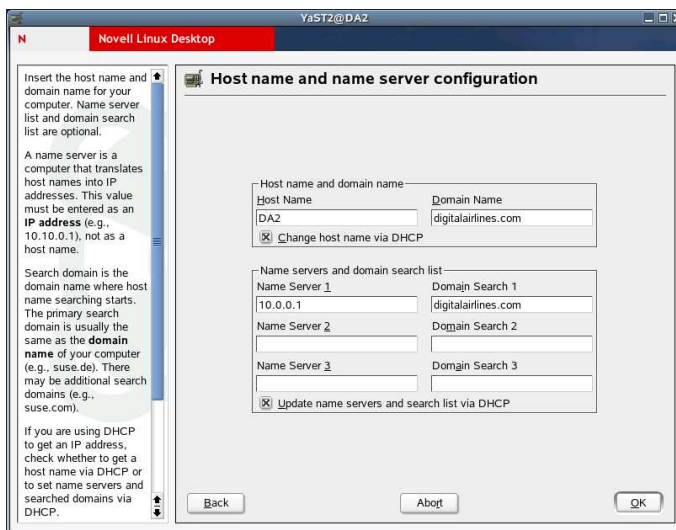 YaST2@DA2
N Novell Linux Desktop
Insert the host name and
domain name for your
computer. Name server
list and domain search
list are optional.
A name server is a
computer that translates
host names into IP
addresses. This value
must be entered as an
IP address (e.g.,
10.10.0.1), not as a
host name.
Search domain is the
domain name where host
name searching starts.
The primary search
domain is usually the
same as the domain
name of your computer
(e.g., suse.de). There
may be additional search
domains (e.g.,
suse.com).
If you are using DHCP
to get an IP address,
check whether to get a
host name via DHCP or
to set name servers and
searched domains via
DHCP.
Host name and name server configuration
Host name and domain name
Host Name Domain Name
DA2 digitalairlines.com
Change host name via DHCP
Name servers and domain search list
Name Server 1 Domain Search 1
10.0.0.1 digitalairlines.com
Name Server 2 Domain Search 2
Name Server 3 Domain Search 3
Update name servers and search list via DHCP
Back Abort OK